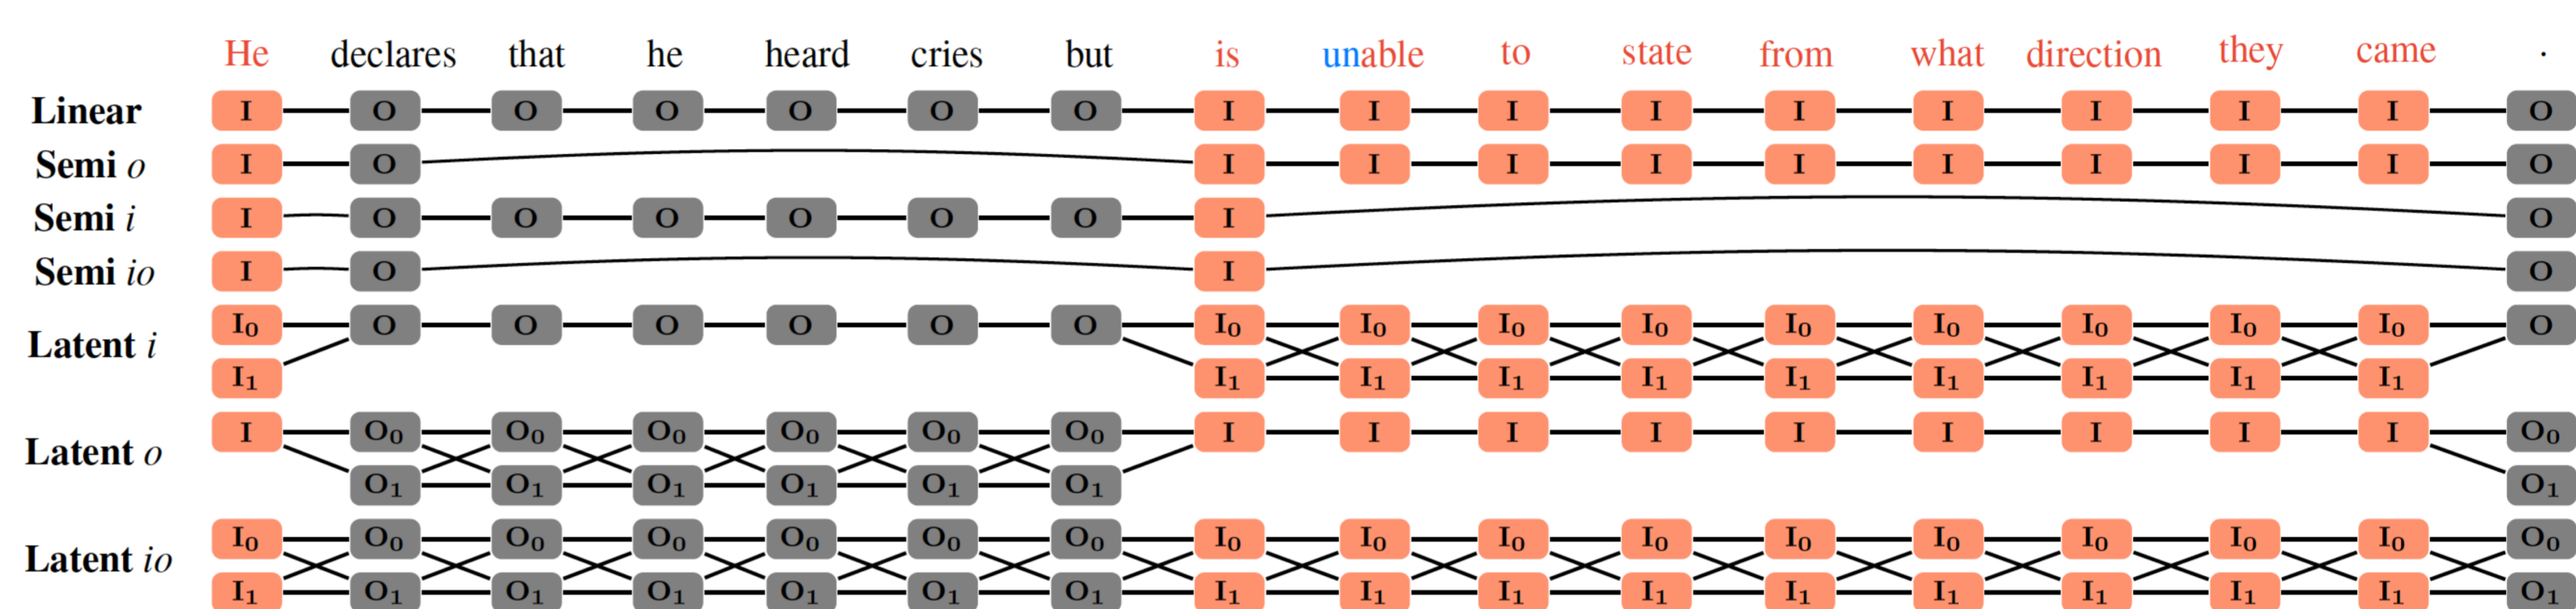 He declares that he heard cries but is unable to state from what direction they came .
Linear I O O O O O O I I I I I I I I I O
Semi o I O I I I I I I I I I O
Semi i I O O O O O O I O
Semi io I O I O
I₀ O O O O O O I₀ I₀ I₀ I₀ I₀ I₀ I₀ I₀ I₀ O
Latent i
I₁ I₁ I₁ I₁ I₁ I₁ I₁ I₁ I₁ I₁
I O₀ O₀ O₀ O₀ O₀ O₀ I I I I I I I I I O₀
Latent o
O₁ O₁ O₁ O₁ O₁ O₁ O₁
I₀ O₀ O₀ O₀ O₀ O₀ O₀ I₀ I₀ I₀ I₀ I₀ I₀ I₀ I₀ I₀ O₀
Latent io
I₁ O₁ O₁ O₁ O₁ O₁ O₁ I₁ I₁ I₁ I₁ I₁ I₁ I₁ I₁ I₁ O₁